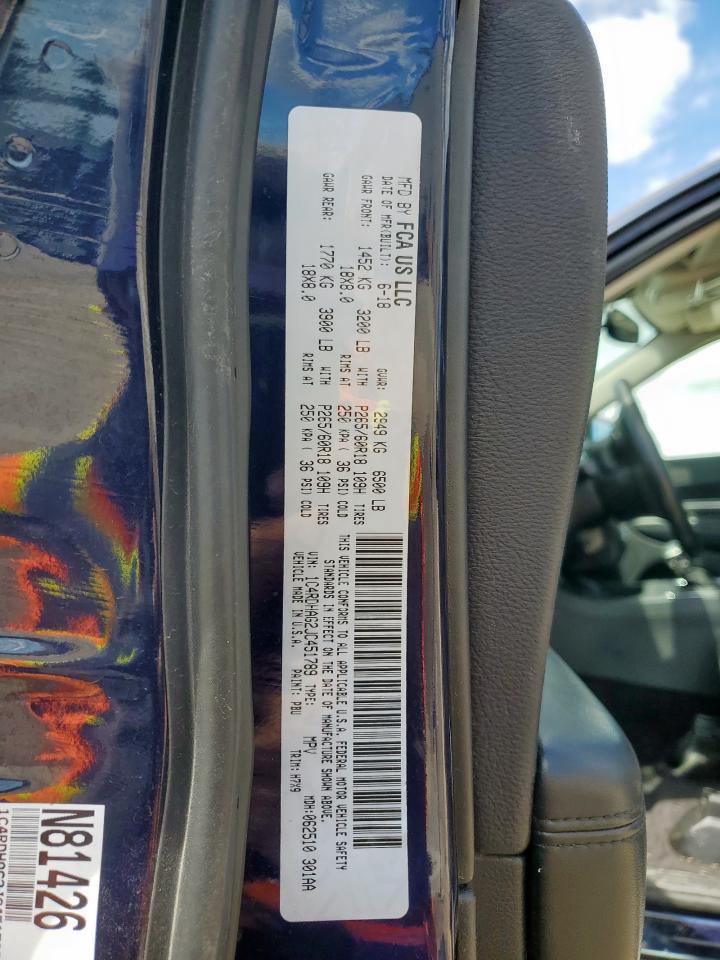 MFD BY FCA US LLC
DATE OF MFR(BUILT): 6-18 GVWR: 2949 KG 6500 LB
GAWR FRONT: 1452 KG 3200 LB WITH P265/60R18 109H TIRES
18X8.0 RIMS AT 250 KPA ( 36 PSI) COLD
GAWR REAR: 1770 KG 3900 LB WITH P265/60R18 109H TIRES
18X8.0 RIMS AT 250 KPA ( 36 PSI) COLD
THIS VEHICLE CONFORMS TO ALL APPLICABLE U.S.A. FEDERAL MOTOR VEHICLE SAFETY
STANDARDS IN EFFECT ON THE DATE OF MANUFACTURE SHOWN ABOVE.
VIN: 1C4RDHAG2JC451789 TYPE: MPV MDH:062510 301AA
VEHICLE MADE IN U.S.A. PAINT: PBU TRIM: H7X9
N81426